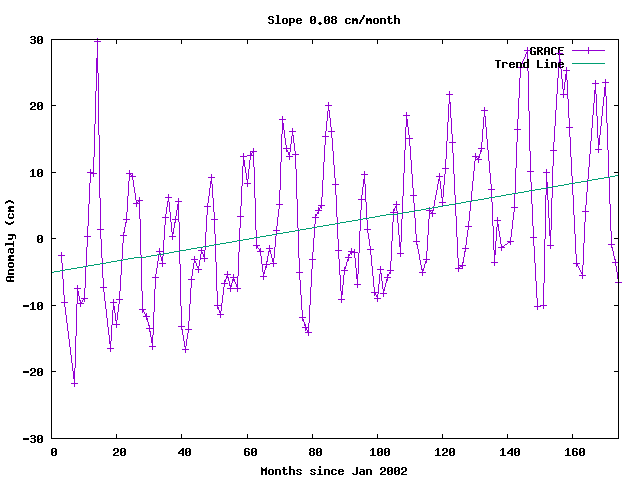 Slope 0.08 cm/month
GRACE
Trend Line
30
20
10
0
-10
-20
-30
Anomaly (cm)
0 20 40 60 80 100 120 140 160
Months since Jan 2002